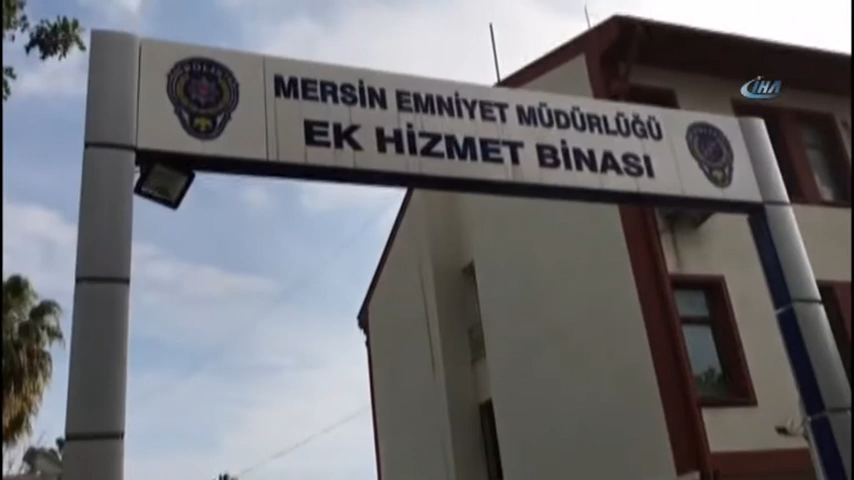 MERSİN EMNİYET MÜDÜRLÜĞÜ
EK HİZMET BİNASI
İHA